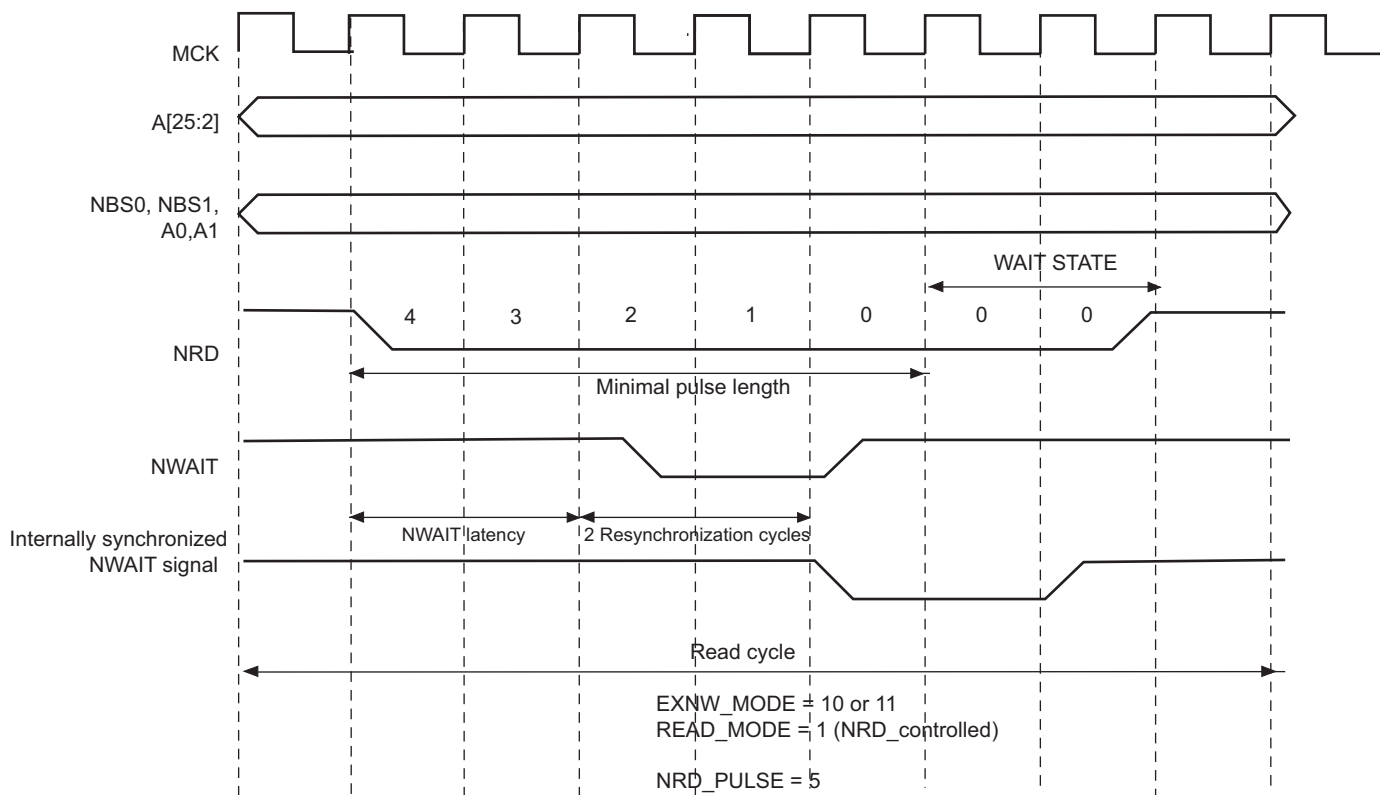 MCK
A[25:2]
NBS0, NBS1,
A0,A1
WAIT STATE
4 3 2 1 0 0 0
NRD
Minimal pulse length
NWAIT
NWAIT latency
2 Resynchronization cycles
Internally synchronized
NWAIT signal
Read cycle
EXNW_MODE = 10 or 11
READ_MODE = 1 (NRD_controlled)
NRD_PULSE = 5